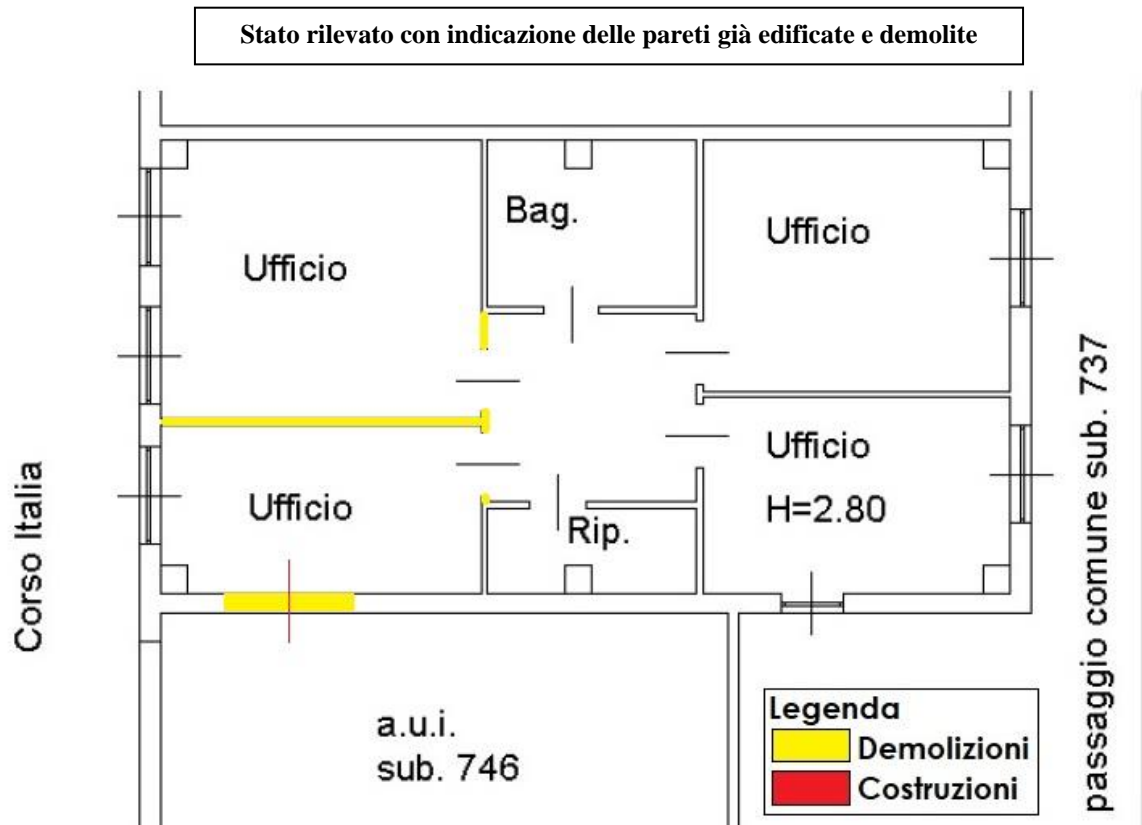 Stato rilevato con indicazione delle pareti già edificate e demolite
Bag.
Ufficio
Ufficio
Ufficio
H=2.80
Ufficio
Rip.
Corso Italia
passaggio comune sub. 737
a.u.i.
sub. 746
Legenda
Demolizioni
Costruzioni